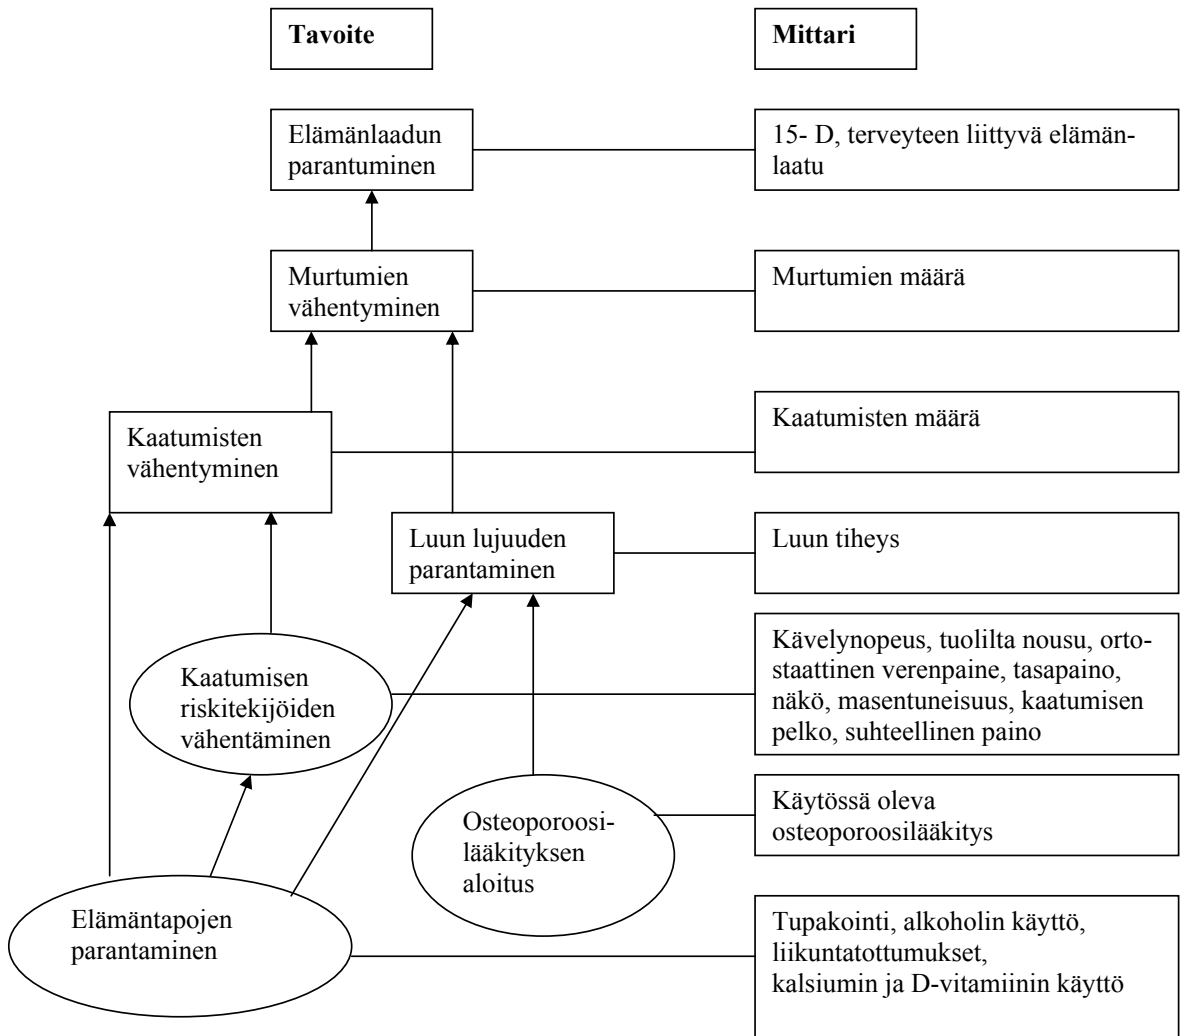 Tavoite
Mittari
Elämänlaadun
parantuminen
15- D, terveyteen liittyvä elämän-
laatu
Murtumien
vähentyminen
Murtumien määrä
Kaatumisten
vähentyminen
Kaatumisten määrä
Luun lujuuden
parantaminen
Luun tiheys
Kaatumisen
riskitekijöiden
vähentäminen
Kävelynopeus, tuolilta nousu, orto-
staattinen verenpaine, tasapaino,
näkö, masentuneisuus, kaatumisen
pelko, suhteellinen paino
Osteoporoosi-
lääkityksen
aloitus
Käytössä oleva
osteoporoosilääkitys
Elämäntapojen
parantaminen
Tupakointi, alkoholin käyttö,
liikuntatottumukset,
kalsiumin ja D-vitamiinin käyttö